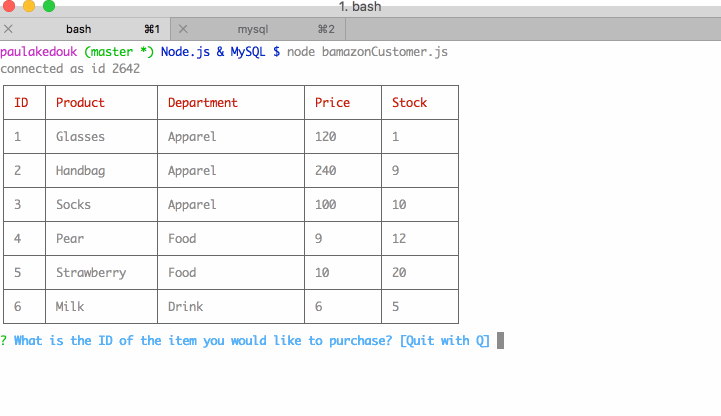 1. bash
bash ⌘1 mysql ⌘2
paulakedouk (master *) Node.js & MySQL $ node bamazonCustomer.js
connected as id 2642
ID Product Department Price Stock
1 Glasses Apparel 120 1
2 Handbag Apparel 240 9
3 Socks Apparel 100 10
4 Pear Food 9 12
5 Strawberry Food 10 20
6 Milk Drink 6 5
? What is the ID of the item you would like to purchase? [Quit with Q]